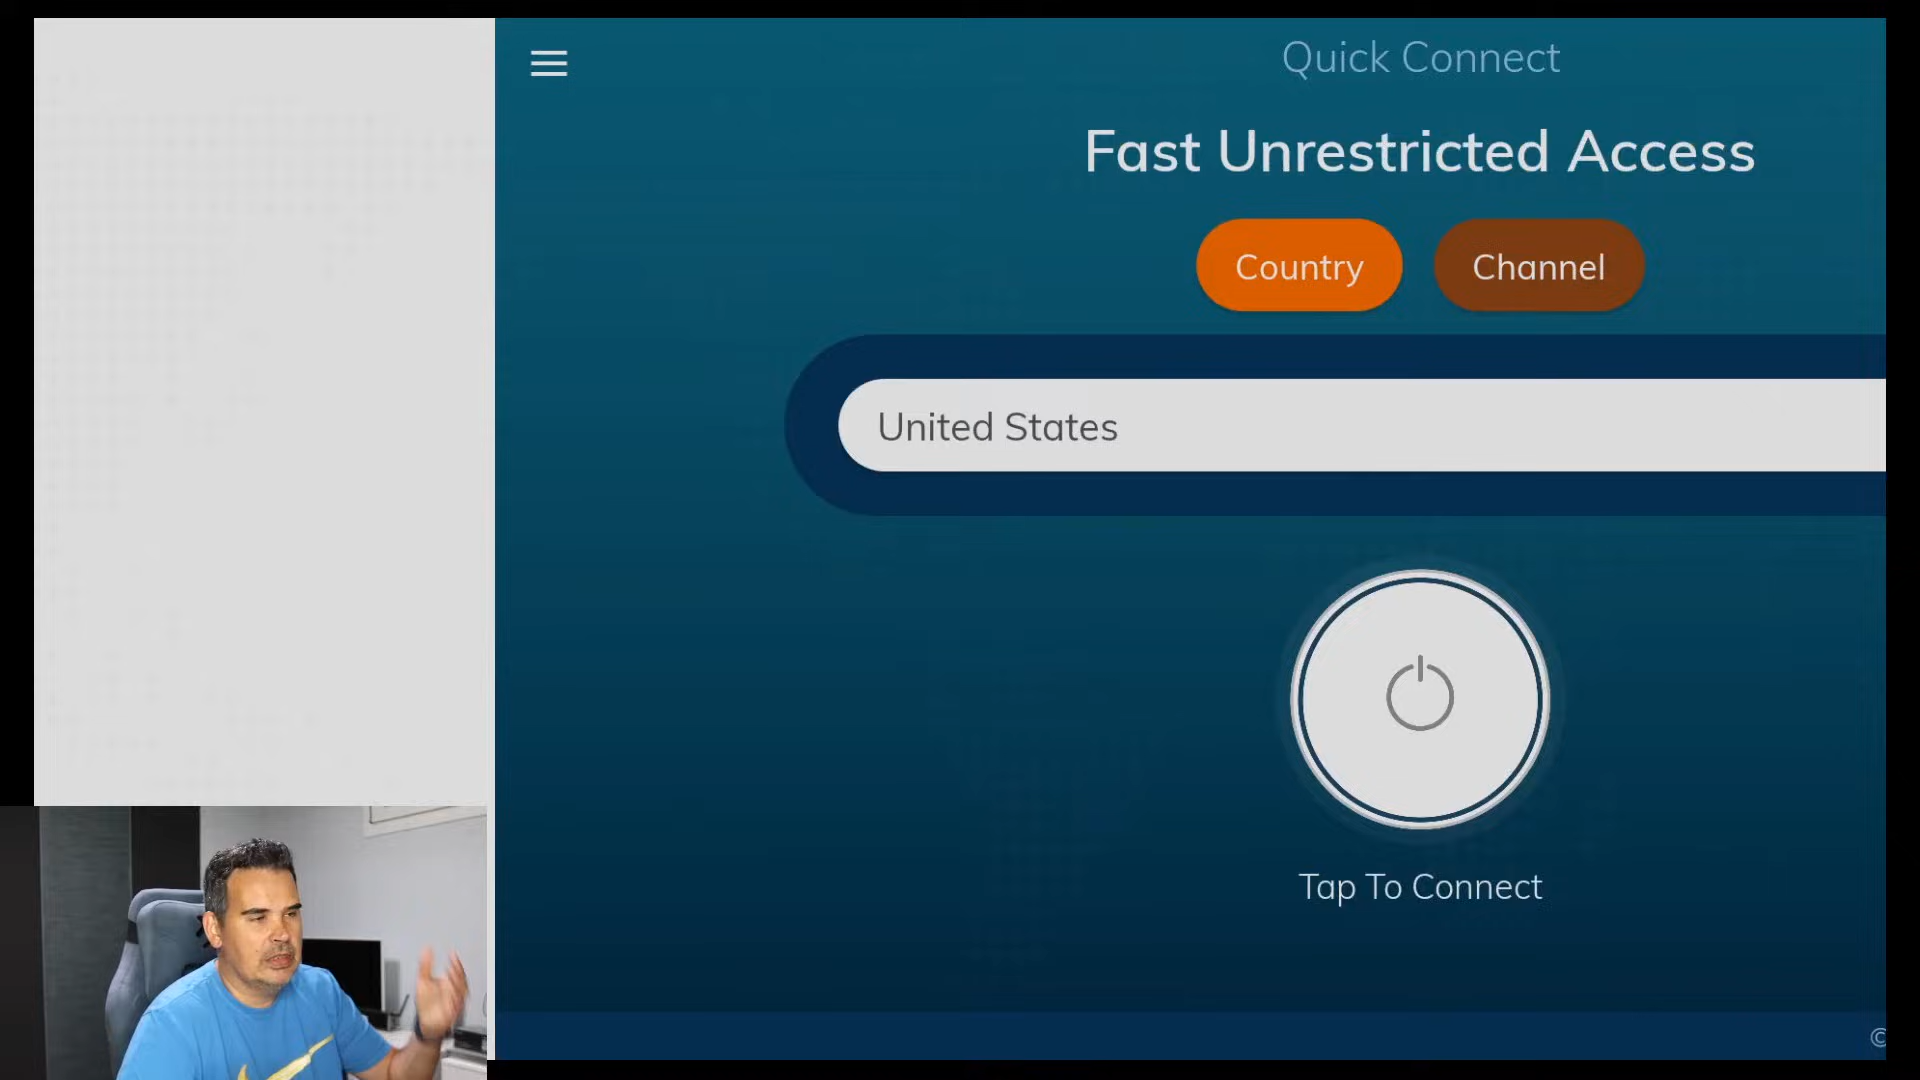 Quick Connect
Fast Unrestricted Access
Country
Channel
United States
Tap To Connect
©